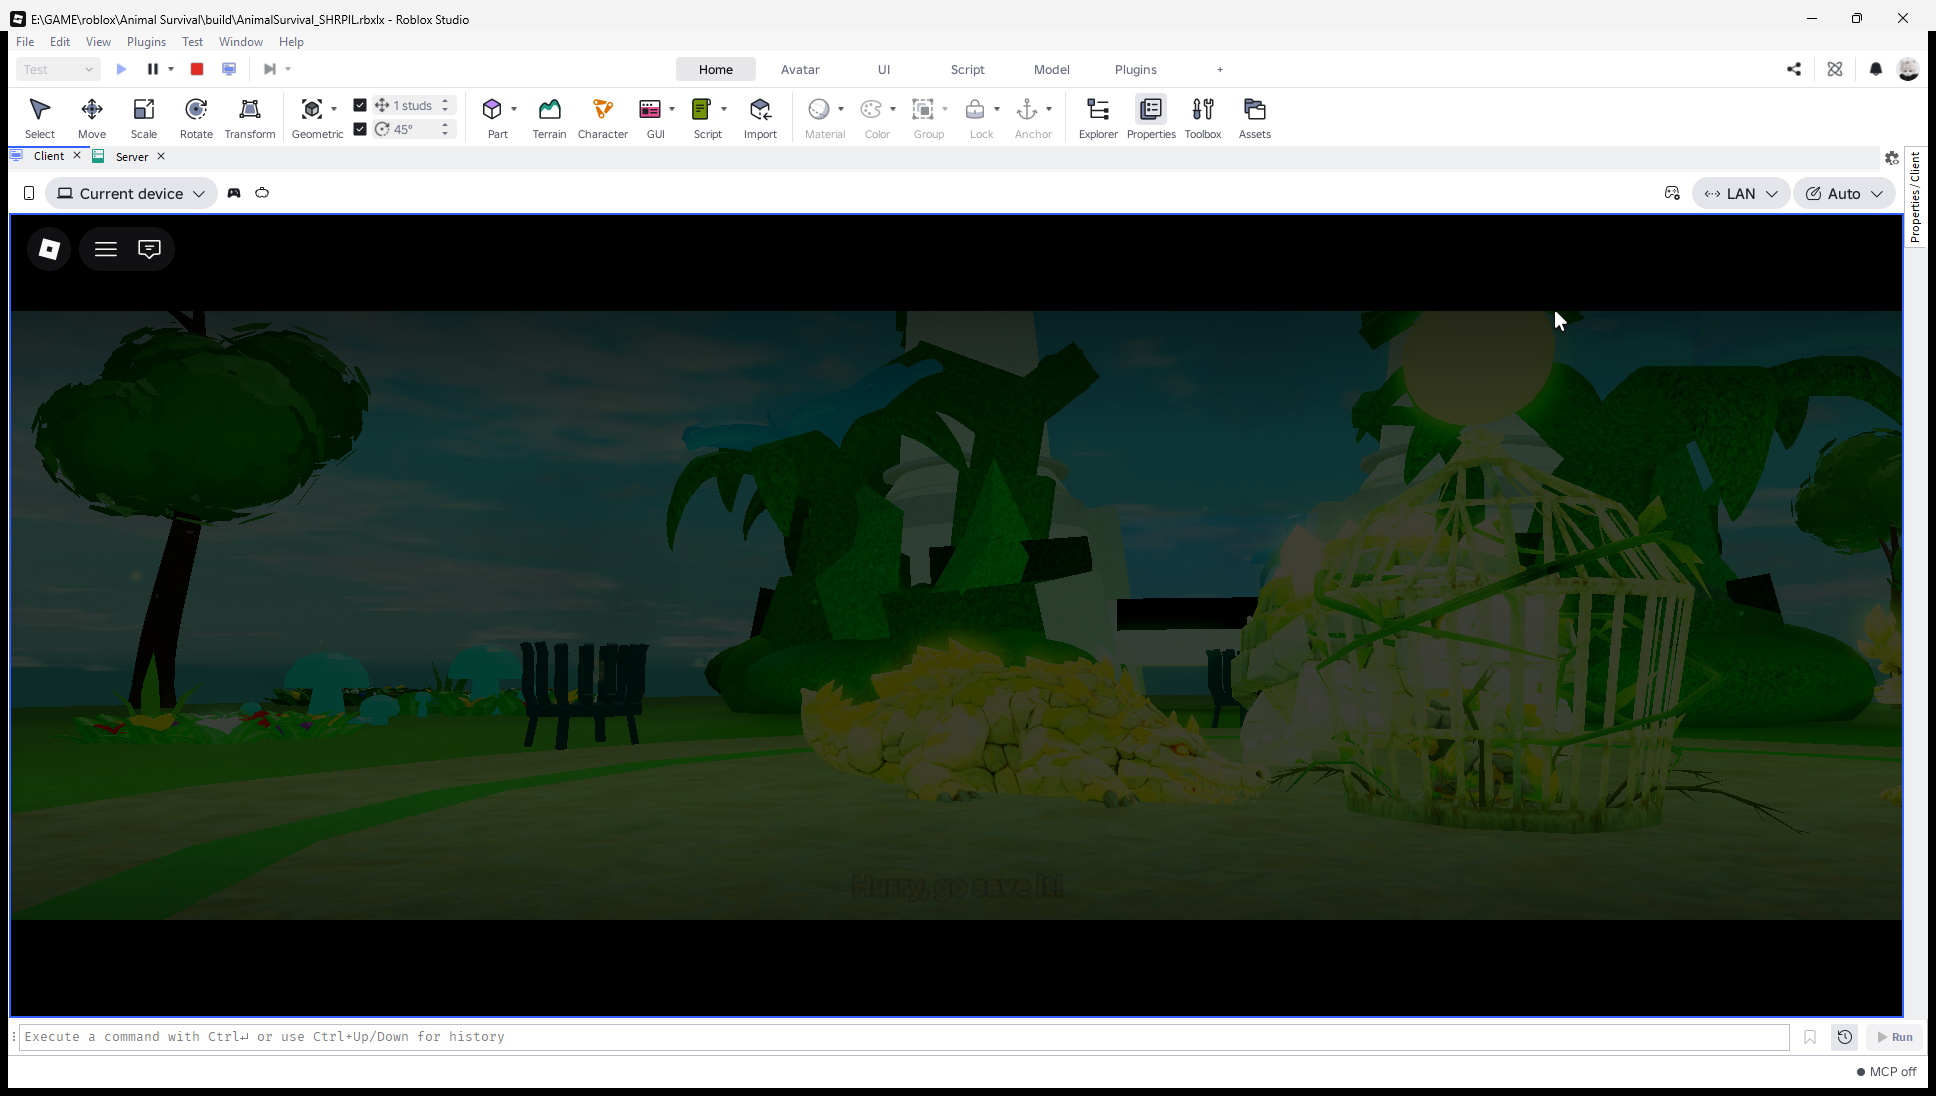 E:\GAME\roblox\Animal Survival\build\AnimalSurvival_SHRPIL.rbxlx - Roblox Studio
File Edit View Plugins Test Window Help
Test Home Avatar UI Script Model Plugins +
1 studs
45°
Select Move Scale Rotate Transform Geometric Part Terrain Character GUI Script Import Material Color Group Lock Anchor Explorer Properties Toolbox Assets
Client Server
Properties / Client
Current device LAN Auto
Hurry, go save it!
Execute a command with Ctrl↵ or use Ctrl+Up/Down for history Run
MCP off